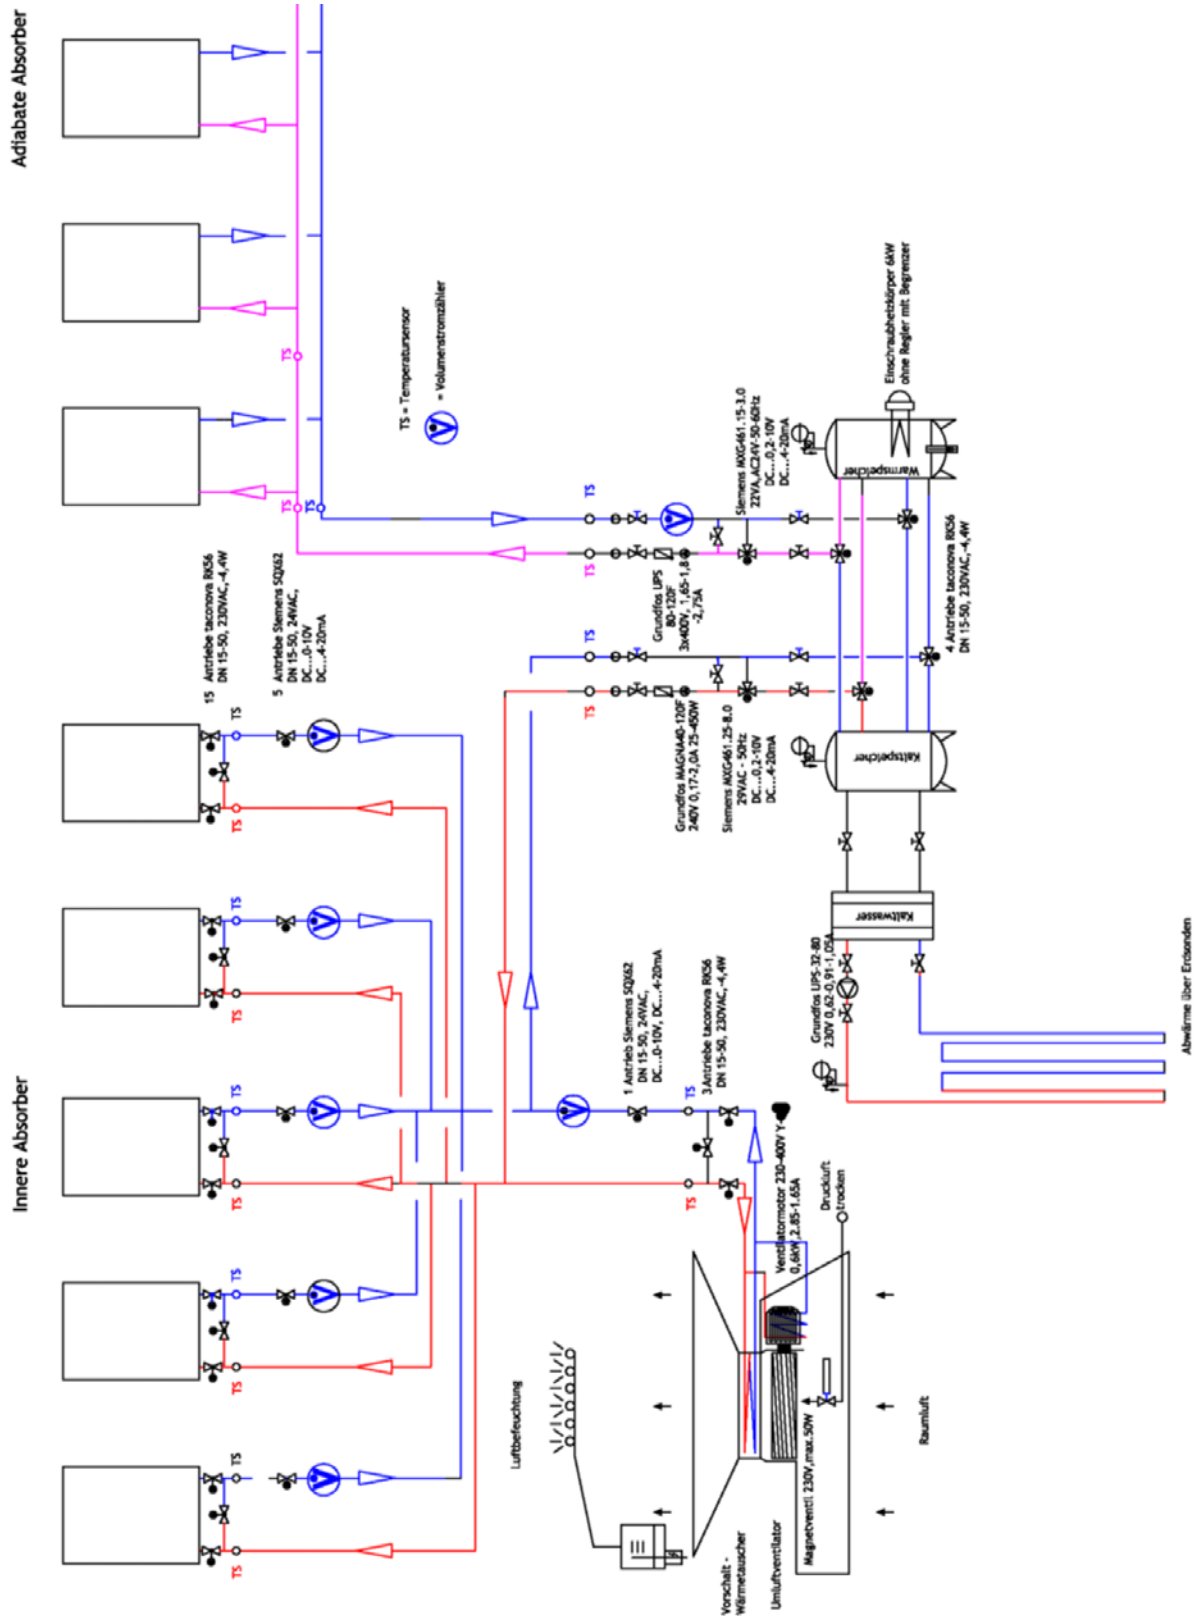 Adiabate Absorber
TS
TS
TS
TS = Temperatursensor
V = Volumenstromzähler
Einschraubheizkörper 6kW
ohne Regler mit Begrenzer
Warmspeicher
Siemens MXG461.15-3.0
22VA,AC24V-50-60Hz
DC...0,2-10V
DC...4-20mA
TS
V
TS
Grundfos UPS
80-120F
3x400V, 1,65-1,8
-2,75A
4 Antriebe taconova RK56
DN 15-50, 230VAC,-4,4W
15 Antriebe taconova RK56
DN 15-50, 230VAC,-4,4W
5 Antriebe Siemens SQX62
DN 15-50, 24VAC,
DC...0-10V
DC...4-20mA
TS
TS
Grundfos MAGNA40-120F
240V 0,17-2,0A 25-450W
Siemens MXG461.25-8.0
29VAC - 50Hz
DC...0,2-10V
DC...4-20mA
Kaltspeicher
Kaltwasser
Grundfos UPS-32-80
230V 0,62-0,91-1,05A
Abwärme über Erdsonden
Innere Absorber
TS
V
TS
TS
V
TS
TS
V
TS
TS
V
TS
TS
V
TS
V
1 Antrieb Siemens SQX62
DN 15-50, 24VAC,
DC...0-10V, DC...4-20mA
TS
TS
3 Antriebe taconova RK56
DN 15-50, 230VAC,-4,4W
Ventilatormotor 230-400V Y
0,6kW,2.85-1.65A
Druckluft
trocken
Luftbefeuchtung
Vorschalt -
Wärmetauscher
Umluftventilator
Magnetventil 230V,max.50W
Raumluft